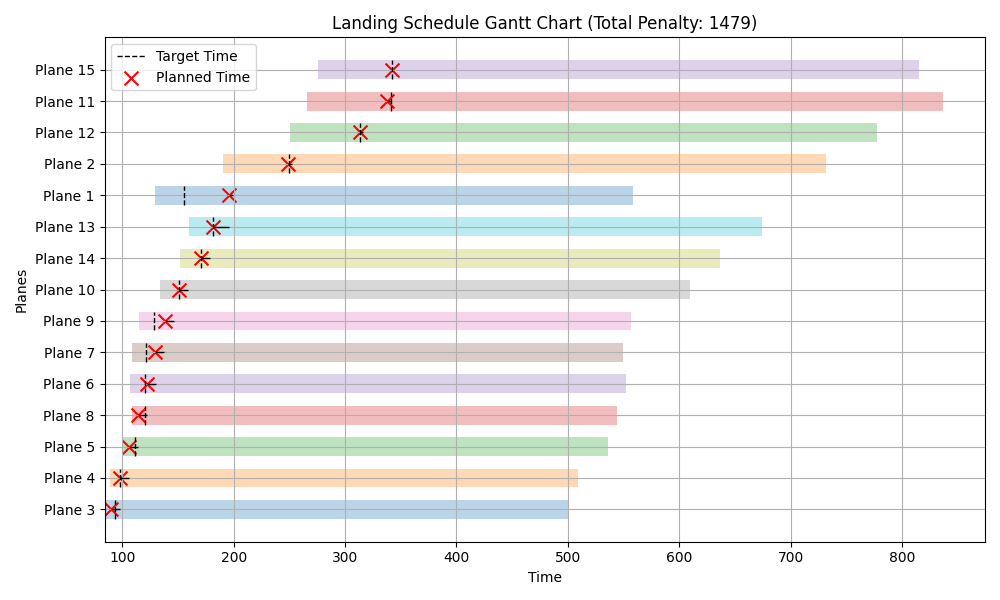 Landing Schedule Gantt Chart (Total Penalty: 1479)
Target Time
Planned Time
Plane 15
Plane 11
Plane 12
Plane 2
Plane 1
Plane 13
Plane 14
Plane 10
Plane 9
Plane 7
Plane 6
Plane 8
Plane 5
Plane 4
Plane 3
Planes
100 200 300 400 500 600 700 800
Time